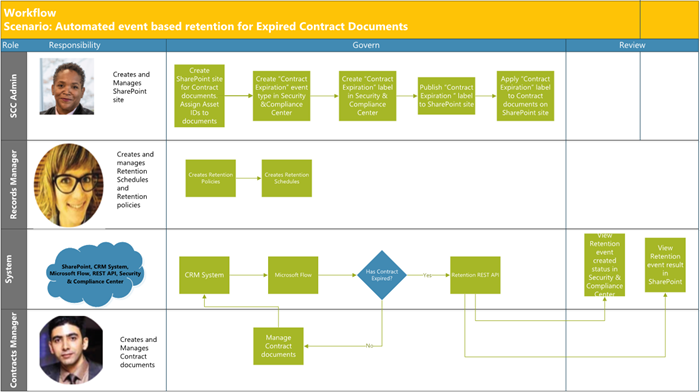 Workflow
Scenario: Automated event based retention for Expired Contract Documents
Role
Responsibility
Govern
Review
SCC Admin
Creates and
Manages
SharePoint
site
Create
SharePoint site
for Contract
documents.
Assign Asset
IDs to
documents
Create "Contract
Expiration" event
type in Security
&Compliance
Center
Create "Contract
Expiration" label
in Security &
Compliance
Center
Publish "Contract
Expiration " label
to SharePoint site
Apply "Contract
Expiration" label
to Contract
documents on
SharePoint site
Records Manager
Creates and
manages
Retention
Schedules
and
Retention
policies
Creates Retention
Policies
Creates Retention
Schedules
System
SharePoint, CRM System,
Microsoft Flow, REST API, Security
& Compliance Center
CRM System
Microsoft Flow
Has Contract
Expired?
Yes
Retention REST API
View
Retention
event
created
status in
Security &
Compliance
Center
View
Retention
event result
in
SharePoint
Contracts Manager
Creates and
Manages
Contract
documents
Manage
Contract
documents
No